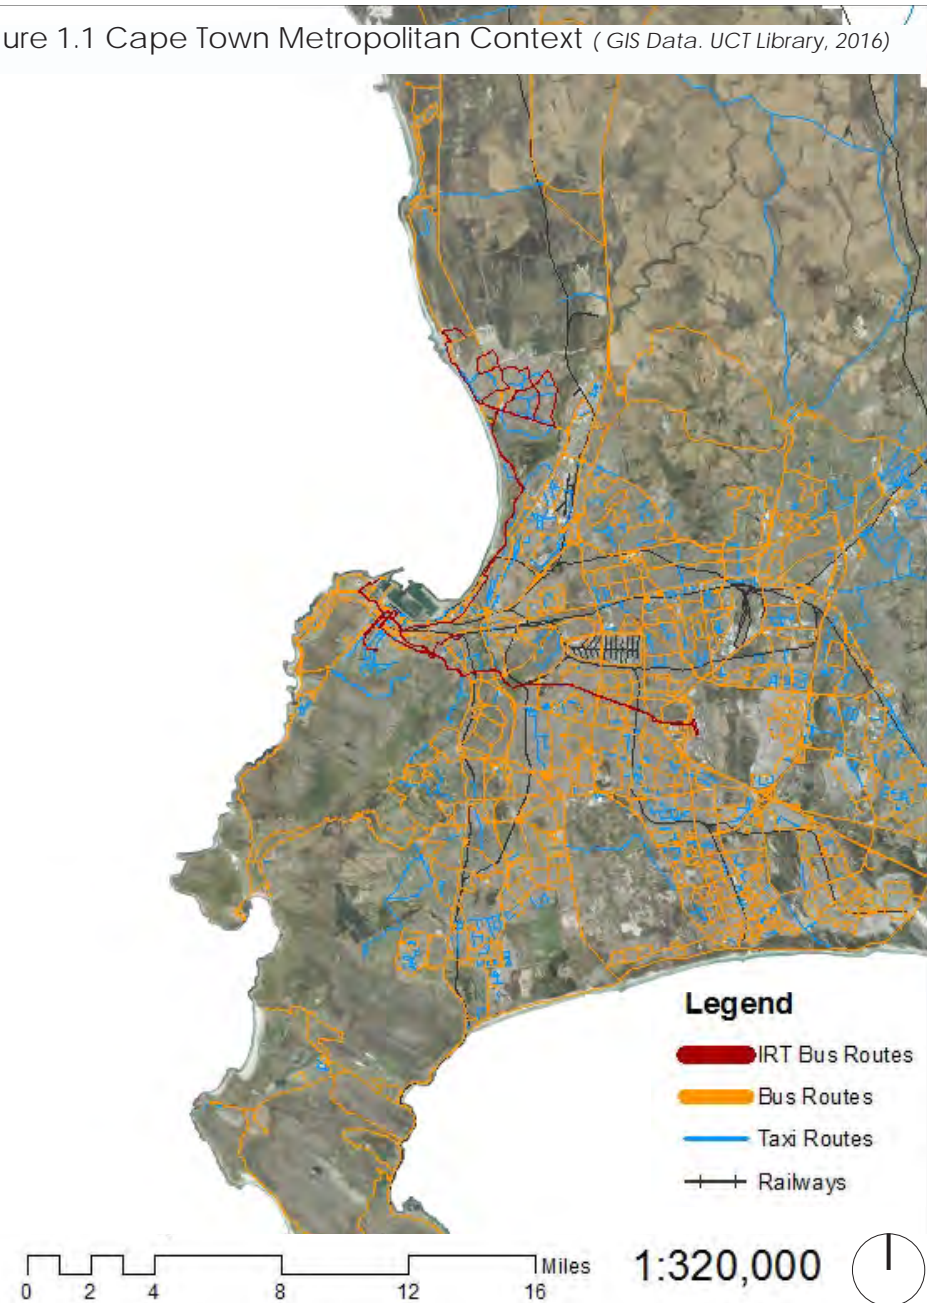 ure 1.1 Cape Town Metropolitan Context ( GIS Data. UCT Library, 2016)
Legend
IRT Bus Routes
Bus Routes
Taxi Routes
Railways
0 2 4 8 12 16 Miles
1:320,000